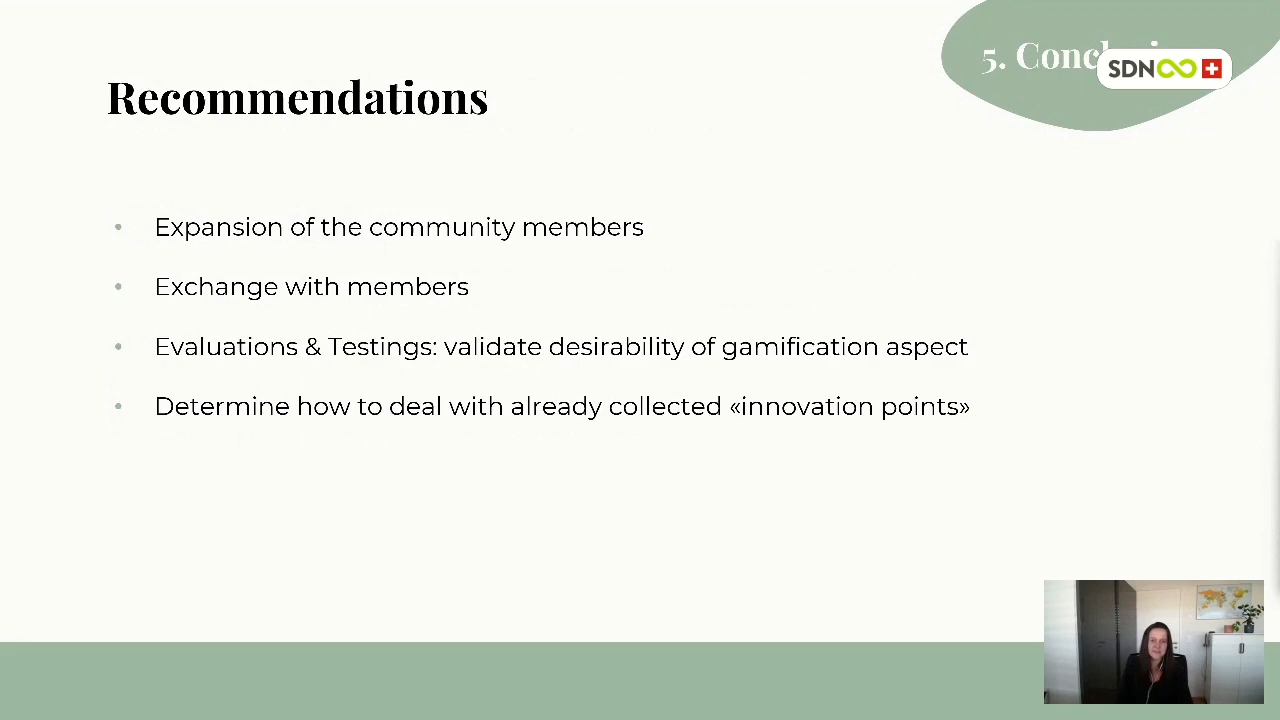 5. Conc
SDN
Recommendations
• Expansion of the community members
• Exchange with members
• Evaluations & Testings: validate desirability of gamification aspect
• Determine how to deal with already collected «innovation points»